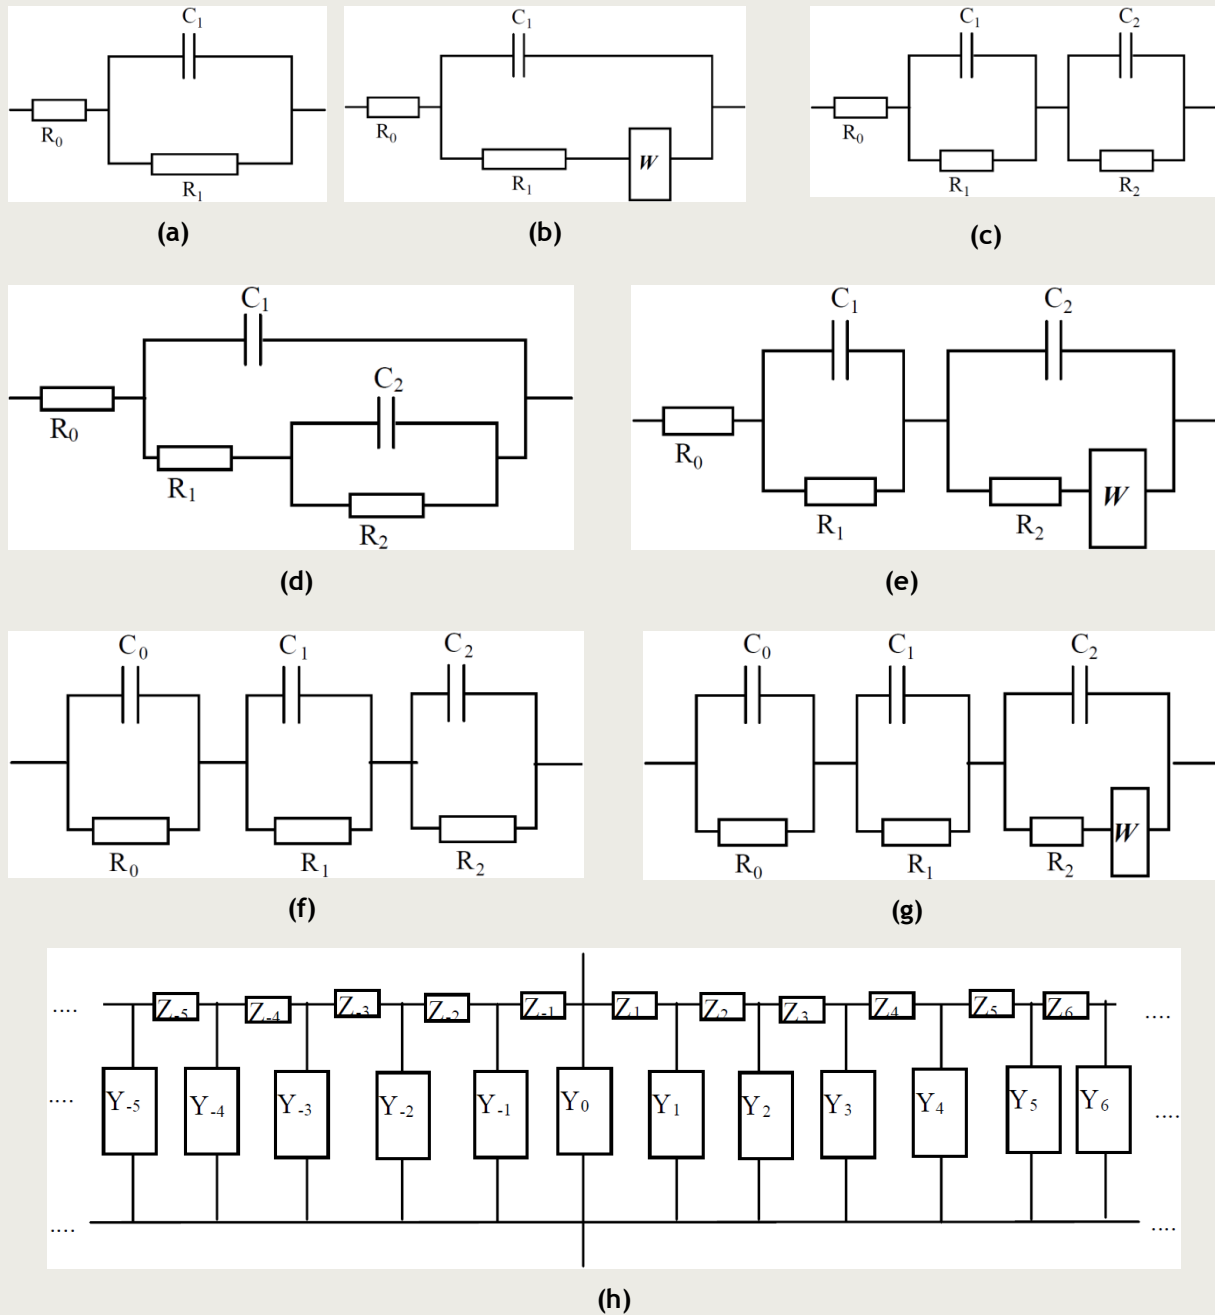 C₁ C₁ C₁ C₂
R₀ R₀ R₀
R₁ R₁ W R₁ R₂
(a) (b) (c)
C₁ C₁ C₂
C₂
R₀ R₀
R₁ R₂ R₁ R₂ W
(d) (e)
C₀ C₁ C₂ C₀ C₁ C₂
R₀ R₁ R₂ R₀ R₁ R₂ W
(f) (g)
.... Z₋₅ Z₋₄ Z₋₃ Z₋₂ Z₋₁ Z₁ Z₂ Z₃ Z₄ Z₅ Z₆ ....
.... Y₋₅ Y₋₄ Y₋₃ Y₋₂ Y₋₁ Y₀ Y₁ Y₂ Y₃ Y₄ Y₅ Y₆ ....
.... ....
(h)